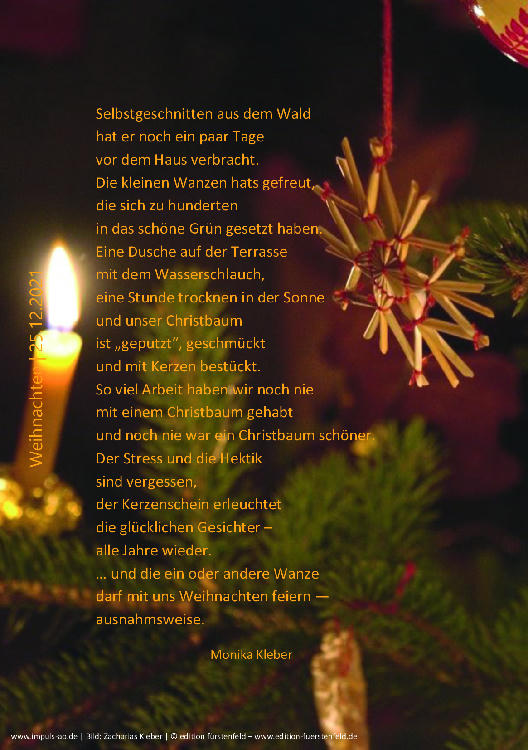 Selbstgeschnitten aus dem Wald
hat er noch ein paar Tage
vor dem Haus verbracht.
Die kleinen Wanzen hats gefreut,
die sich zu hunderten
in das schöne Grün gesetzt haben.
Eine Dusche auf der Terrasse
mit dem Wasserschlauch,
eine Stunde trocknen in der Sonne
und unser Christbaum
ist „geputzt“, geschmückt
und mit Kerzen bestückt.
So viel Arbeit haben wir noch nie
mit einem Christbaum gehabt
und noch nie war ein Christbaum schöner.
Der Stress und die Hektik
sind vergessen,
der Kerzenschein erleuchtet
die glücklichen Gesichter –
alle Jahre wieder.
… und die ein oder andere Wanze
darf mit uns Weihnachten feiern —
ausnahmsweise.
Monika Kleber
Weihnachten | 25.12.2021
www.impuls-ab.de | Bild: Zacharias Kleber | © edition fürstenfeld – www.edition-fuerstenfeld.de